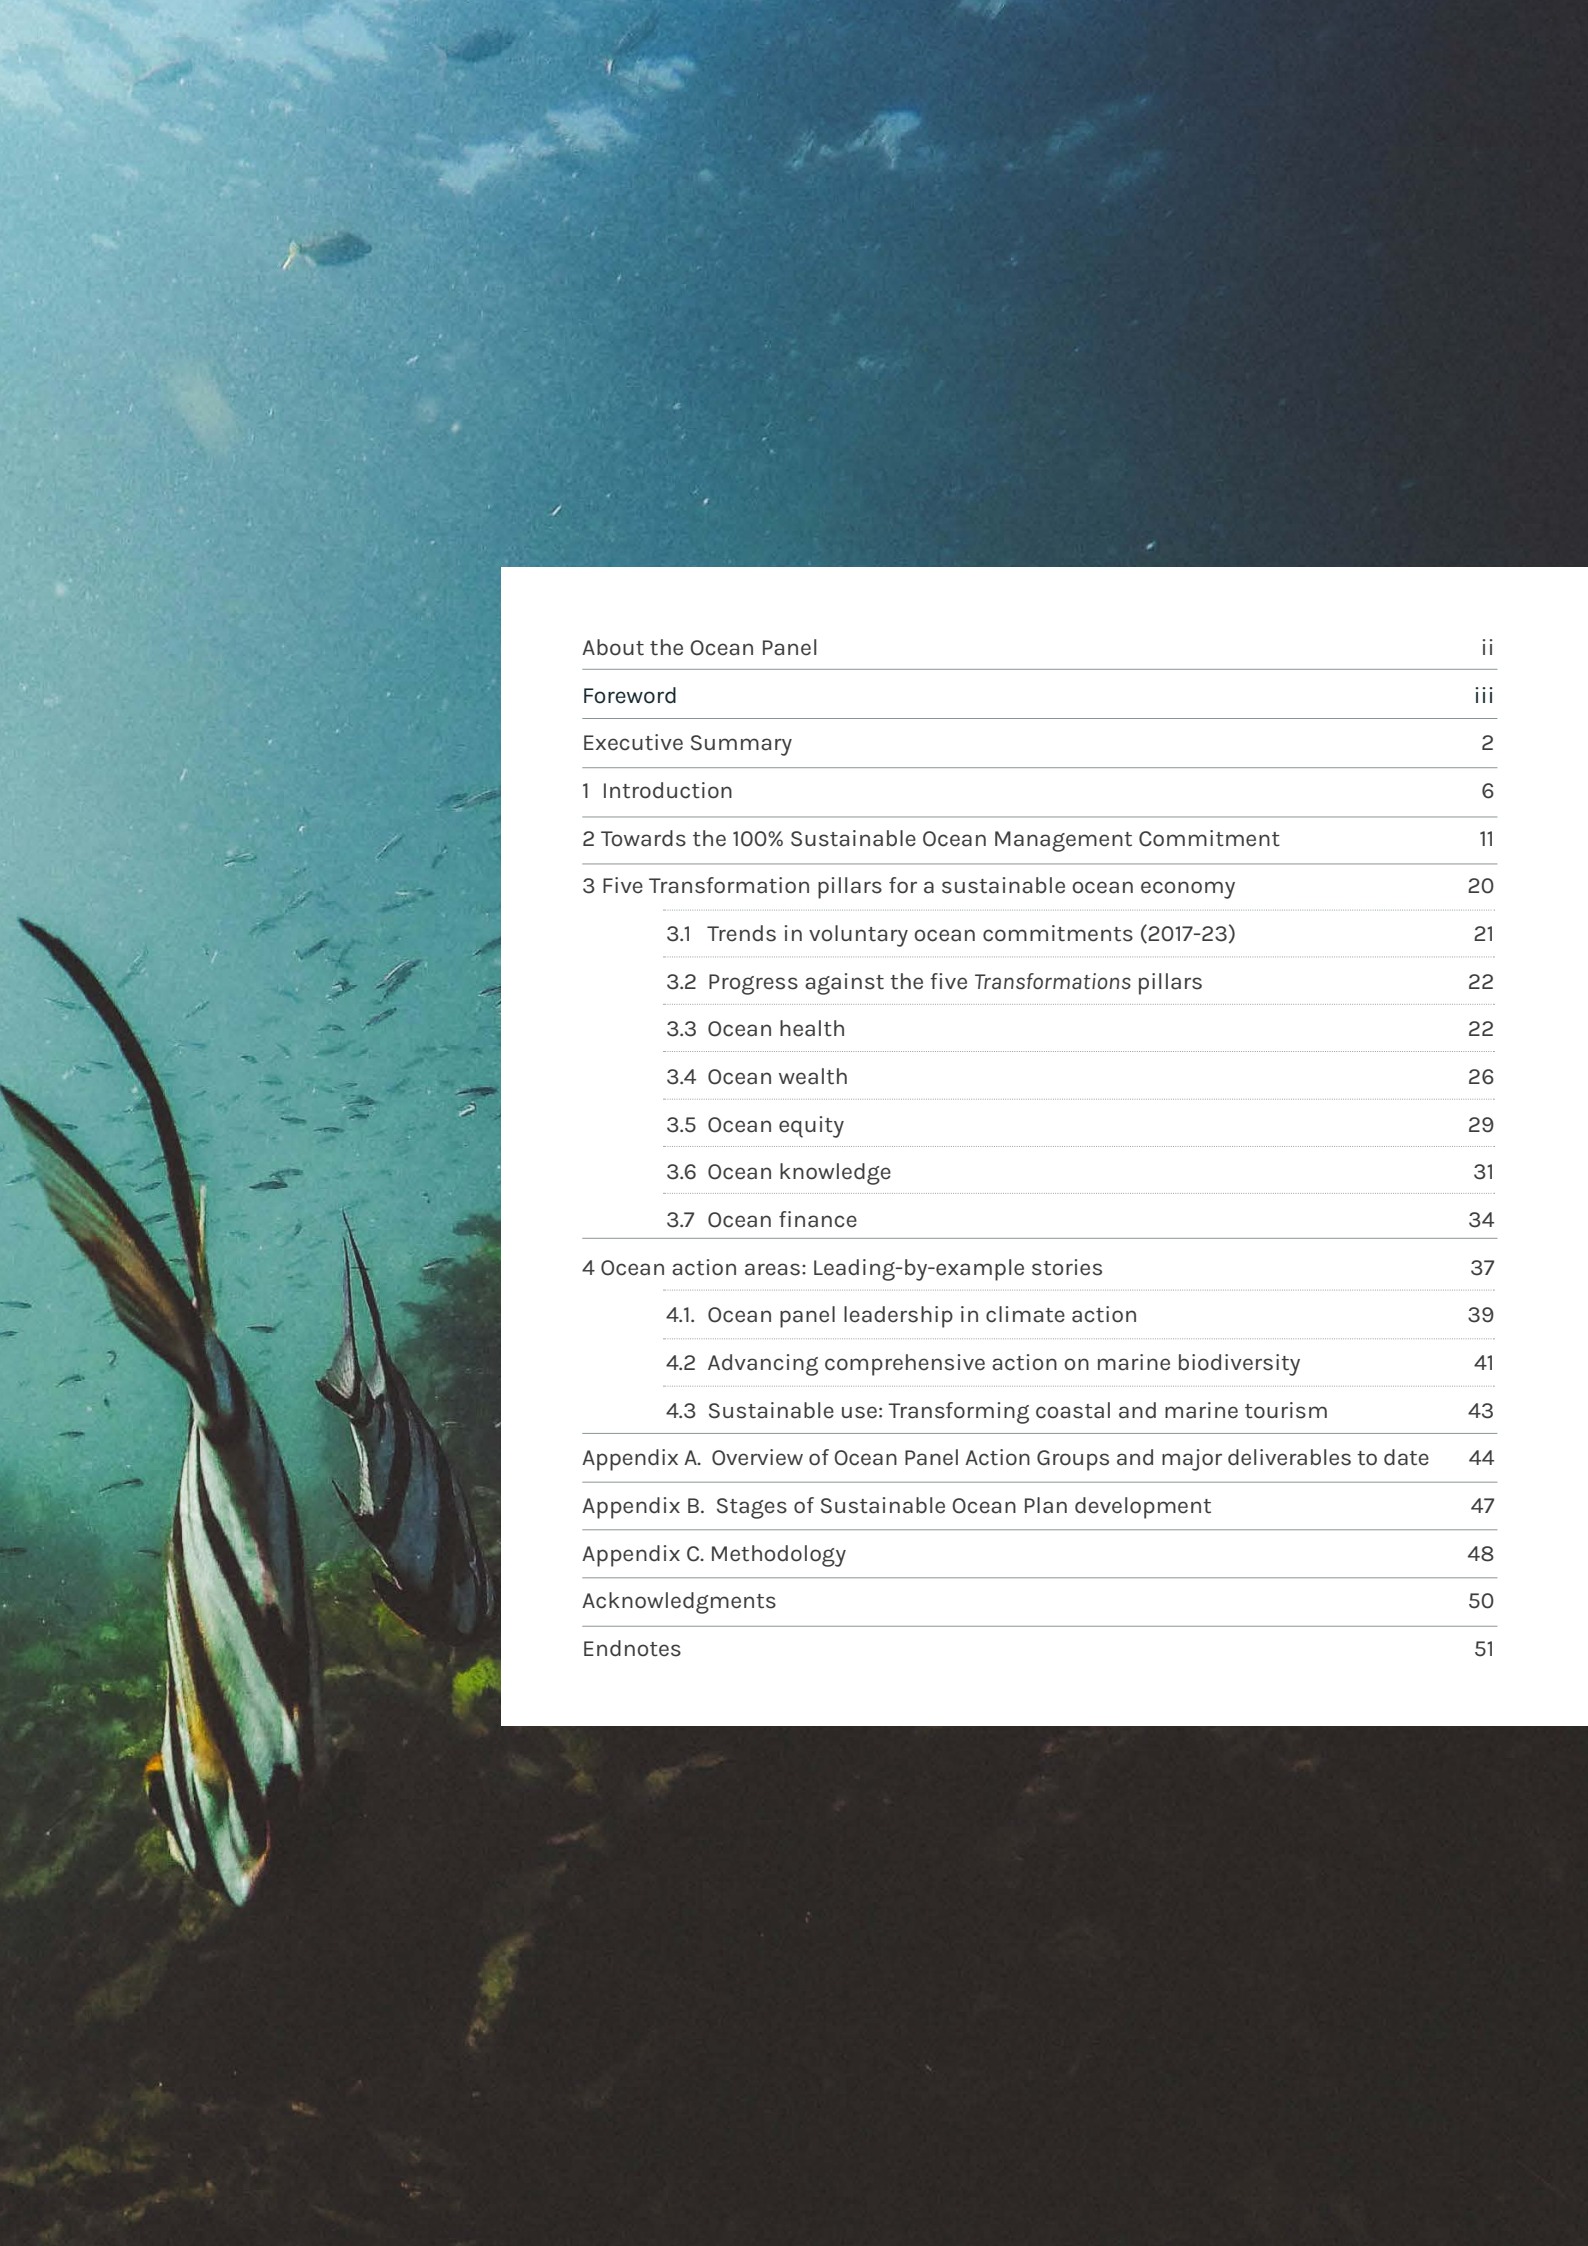 About the Ocean Panel ii
Foreword iii
Executive Summary 2
1 Introduction 6
2 Towards the 100% Sustainable Ocean Management Commitment 11
3 Five Transformation pillars for a sustainable ocean economy 20
3.1 Trends in voluntary ocean commitments (2017-23) 21
3.2 Progress against the five Transformations pillars 22
3.3 Ocean health 22
3.4 Ocean wealth 26
3.5 Ocean equity 29
3.6 Ocean knowledge 31
3.7 Ocean finance 34
4 Ocean action areas: Leading-by-example stories 37
4.1. Ocean panel leadership in climate action 39
4.2 Advancing comprehensive action on marine biodiversity 41
4.3 Sustainable use: Transforming coastal and marine tourism 43
Appendix A. Overview of Ocean Panel Action Groups and major deliverables to date 44
Appendix B. Stages of Sustainable Ocean Plan development 47
Appendix C. Methodology 48
Acknowledgments 50
Endnotes 51